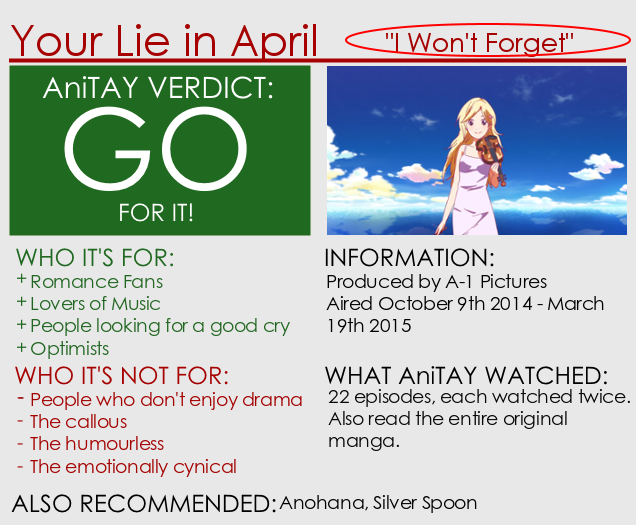 Your Lie in April
"I Won't Forget"
AniTAY VERDICT:
GO
FOR IT!
WHO IT'S FOR:
+ Romance Fans
+ Lovers of Music
+ People looking for a good cry
+ Optimists
WHO IT'S NOT FOR:
- People who don't enjoy drama
- The callous
- The humourless
- The emotionally cynical
INFORMATION:
Produced by A-1 Pictures
Aired October 9th 2014 - March
19th 2015
WHAT AniTAY WATCHED:
22 episodes, each watched twice.
Also read the entire original
manga.
ALSO RECOMMENDED: Anohana, Silver Spoon